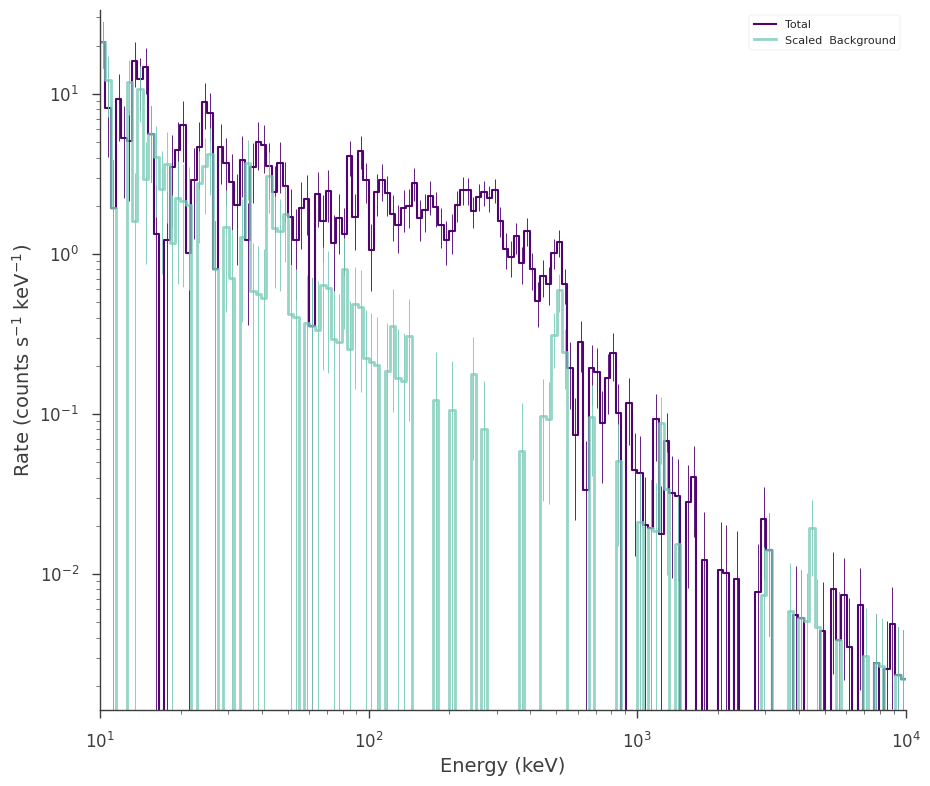 Total
Scaled  Background
Rate (counts s⁻¹ keV⁻¹)
10¹
10⁰
10⁻¹
10⁻²
10¹ 10² 10³ 10⁴
Energy (keV)